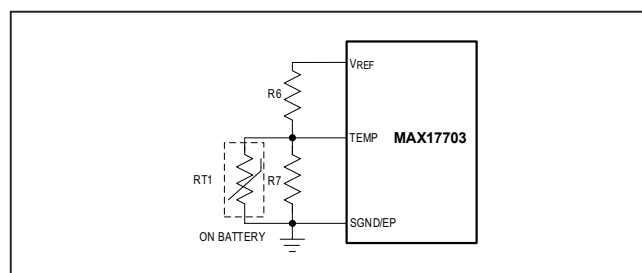 VREF
R6
TEMP
MAX17703
RT1
R7
SGND/EP
ON BATTERY